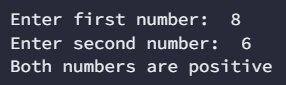 Enter first number:  8
Enter second number:  6
Both numbers are positive